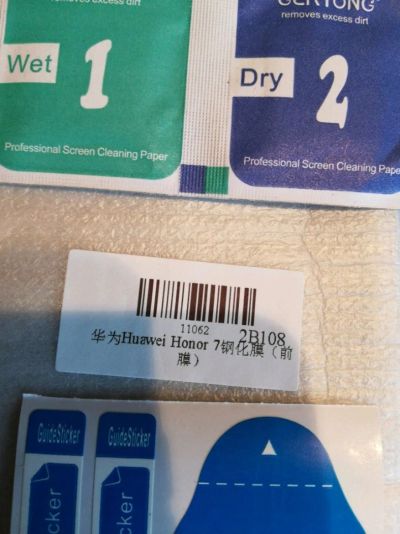 removes excess dirt
Wet
1
Professional Screen Cleaning Paper
removes excess dirt
Dry
2
Professional Screen Cleaning Paper
11062
2B108
华为Huawei Honor 7钢化膜（前
膜）
GuideSticker
GuideSticker
cker
cker